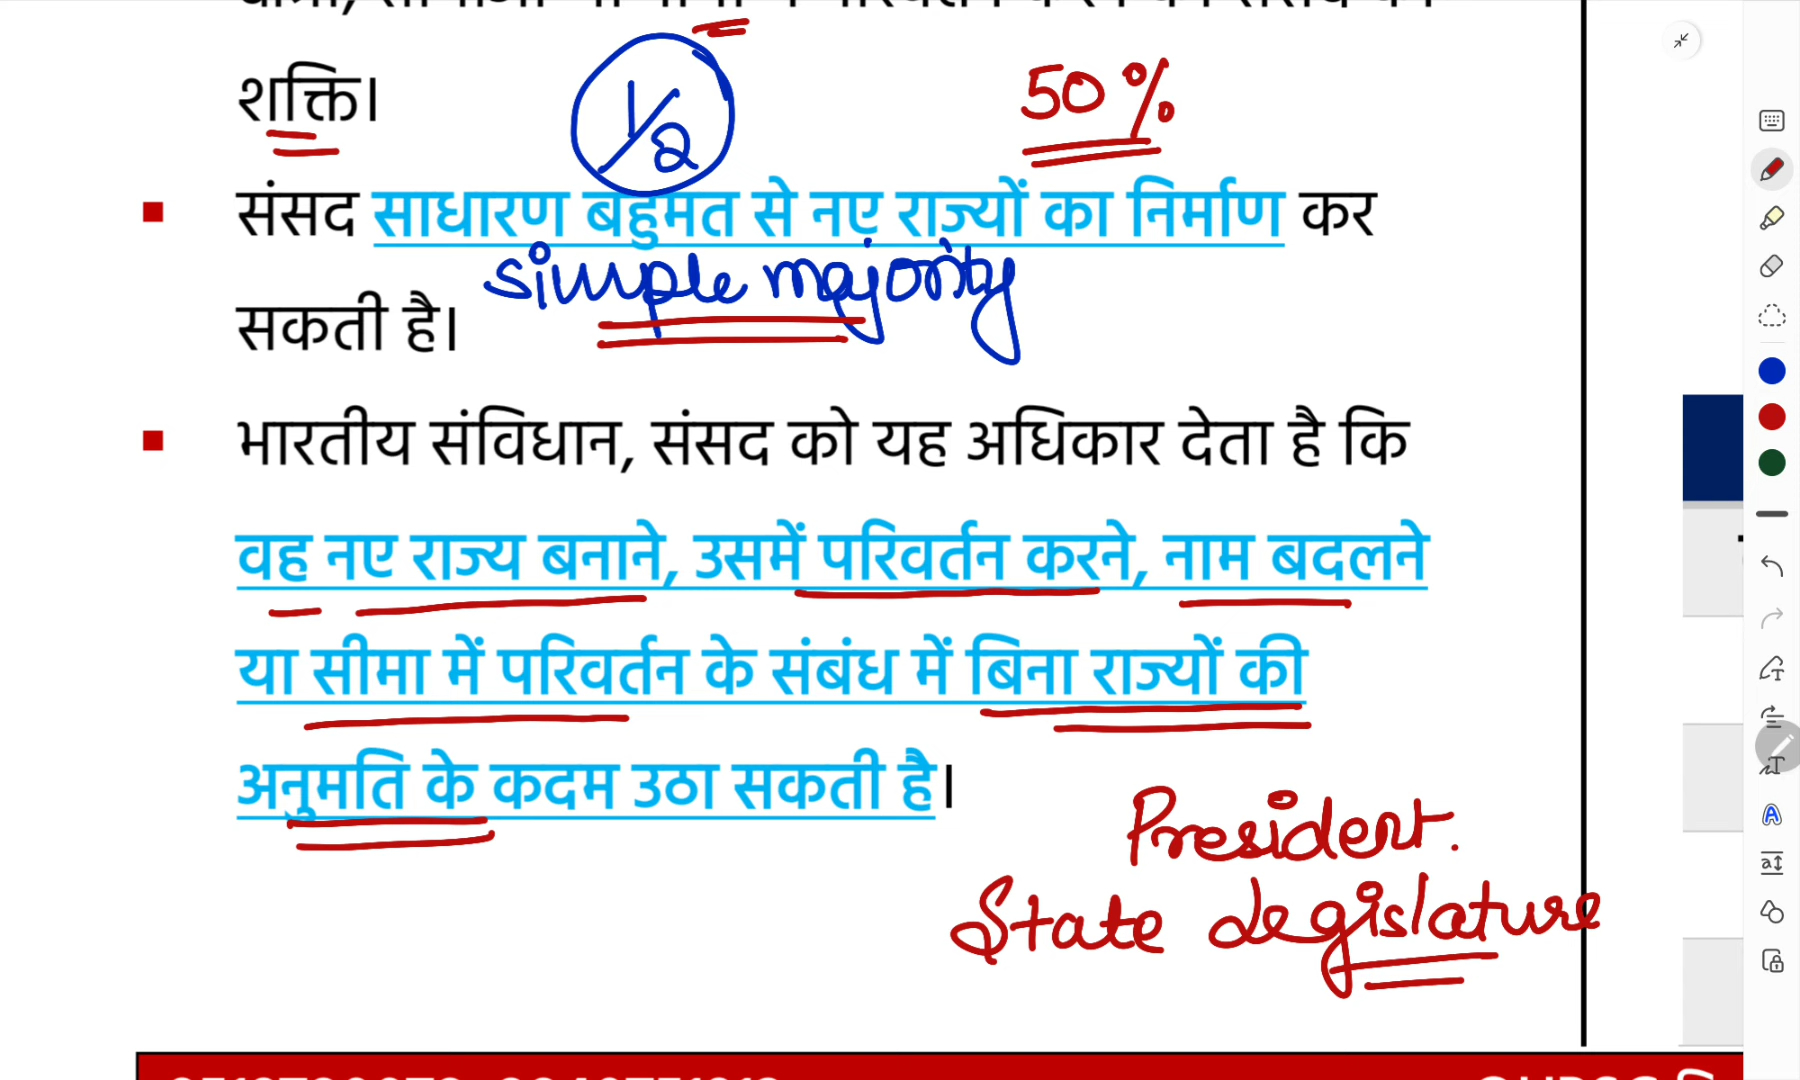 शक्ति।
1/2
50%
संसद साधारण बहुमत से नए राज्यों का निर्माण कर
simple majority
सकती है।
भारतीय संविधान, संसद को यह अधिकार देता है कि
वह नए राज्य बनाने, उसमें परिवर्तन करने, नाम बदलने
या सीमा में परिवर्तन के संबंध में बिना राज्यों की
अनुमति के कदम उठा सकती है।
President.
State Legislature